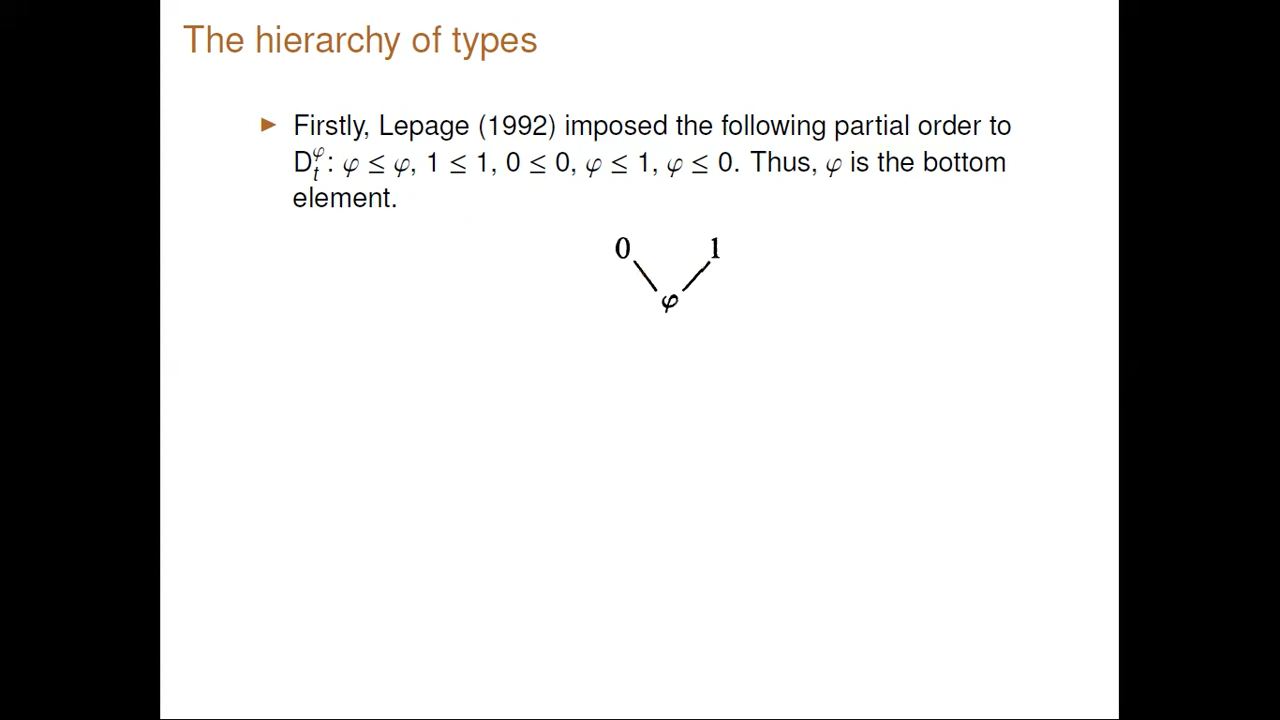 The hierarchy of types
▶ Firstly, Lepage (1992) imposed the following partial order to
D_t^φ: φ ≤ φ, 1 ≤ 1, 0 ≤ 0, φ ≤ 1, φ ≤ 0. Thus, φ is the bottom
element.
0 1
φ